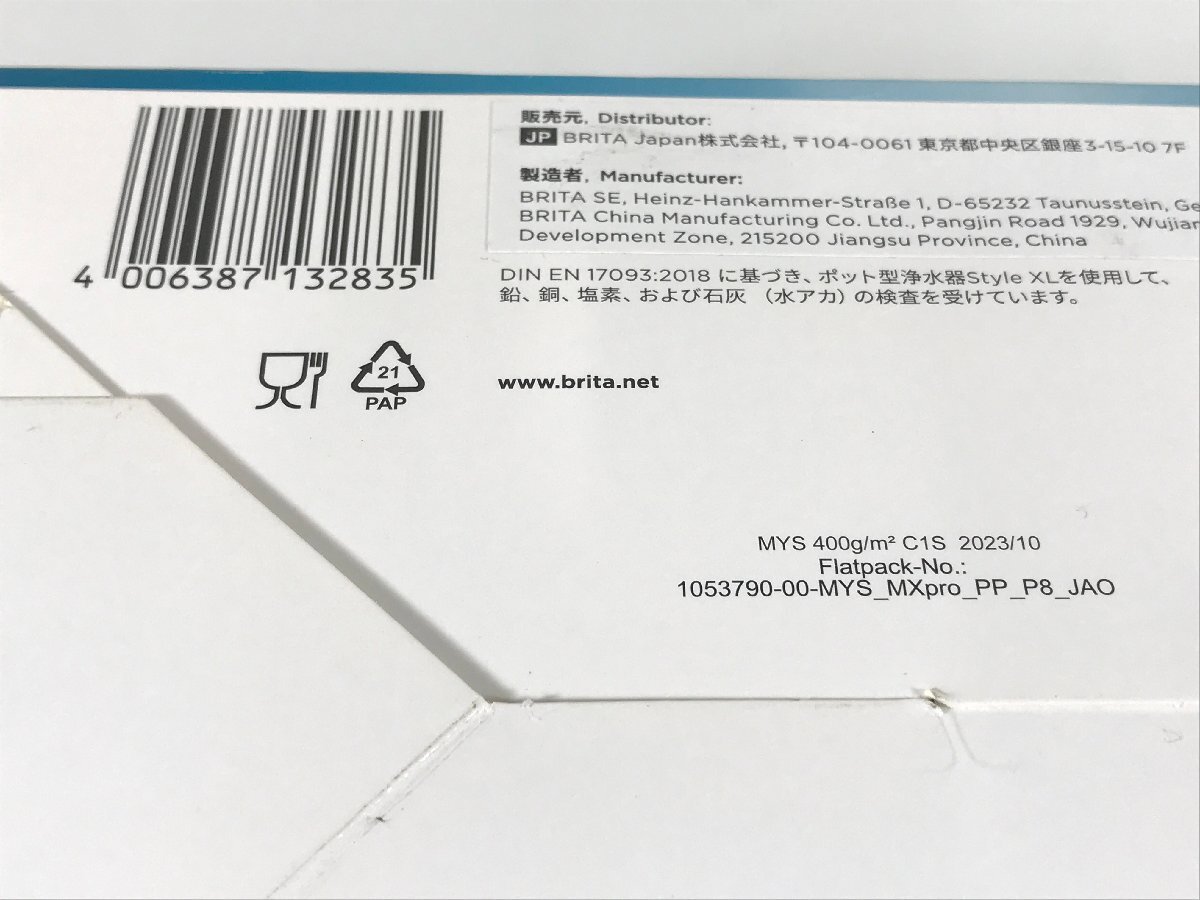 4 006387 132835
販売元, Distributor:
JP BRITA Japan株式会社, 〒104-0061 東京都中央区銀座3-15-10 7F
製造者, Manufacturer:
BRITA SE, Heinz-Hankammer-Straße 1, D-65232 Taunusstein, Ge
BRITA China Manufacturing Co. Ltd., Pangjin Road 1929, Wujian
Development Zone, 215200 Jiangsu Province, China
DIN EN 17093:2018 に基づき、ポット型浄水器Style XLを使用して、
鉛、銅、塩素、および石灰 (水アカ) の検査を受けています。
21
PAP
www.brita.net
MYS 400g/m² C1S 2023/10
Flatpack-No.:
1053790-00-MYS_MXpro_PP_P8_JAO